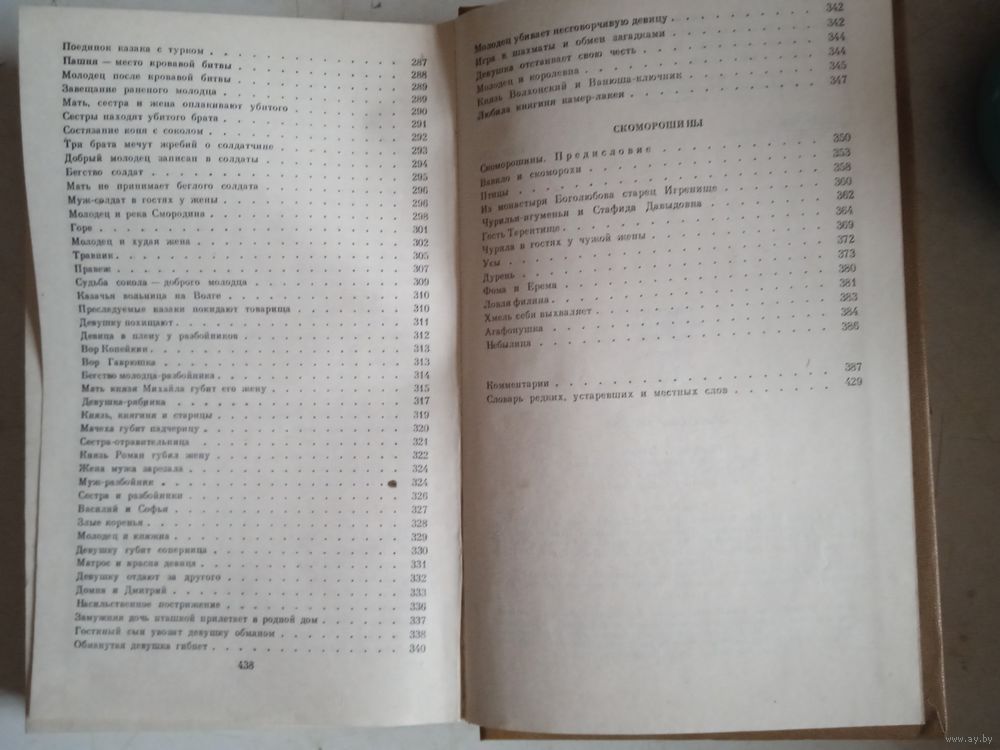 Поединок казака с турком . . . 287
Пашня — место кровавой битвы . . . 288
Молодец после кровавой битвы . . . 289
Завещание раненого молодца . . . 289
Мать, сестра и жена оплакивают убитого . . . 290
Сестры находят убитого брата . . . 291
Состязание коня с соколом . . . 292
Три брата мечут жребий о солдатчине . . . 293
Добрый молодец записан в солдаты . . . 294
Бегство солдат . . . 295
Мать не принимает беглого солдата . . . 296
Муж-солдат в гостях у жены . . . 296
Молодец и река Смородина . . . 298
Горе . . . 301
Молодец и худая жена . . . 302
Травник . . . 305
Правеж . . . 307
Судьба сокола — доброго молодца . . . 309
Казачья вольница на Волге . . . 310
Преследуемые казаки покидают товарища . . . 310
Девушку похищают . . . 311
Девица в плену у разбойников . . . 312
Вор Копейкин . . . 313
Вор Гаврюшка . . . 313
Бегство молодца-разбойника . . . 314
Мать князя Михайла губит его жену . . . 315
Девушка-рябинка . . . 317
Князь, княгиня и старицы . . . 319
Мачеха губит падчерицу . . . 320
Сестра-отравительница . . . 321
Князь Роман губил жену . . . 322
Жена мужа зарезала . . . 324
Муж-разбойник . . . 324
Сестра и разбойники . . . 326
Василий и Софья . . . 327
Злые коренья . . . 328
Молодец и княжна . . . 329
Девушку губит соперница . . . 330
Матрос и красна девица . . . 331
Девушку отдают за другого . . . 332
Домна и Дмитрий . . . 333
Насильственное пострижение . . . 336
Замужняя дочь пташкой прилетает в родной дом . . . 337
Гостиный сын увозит девушку обманом . . . 338
Обманутая девушка гибнет . . . 340
438
Молодец убивает несговорчивую девицу . . . 342
Игра в шахматы и обмен загадками . . . 342
Девушка отстаивает свою честь . . . 344
Молодец и королевна . . . 344
Князь Волхонский и Ванюша-ключник . . . 345
Любила княгиня камер-лакея . . . 347
СКОМОРОШИНЫ
Скоморошины. Предисловие . . . 350
Вавило и скоморохи . . . 353
Птицы . . . 358
Из монастыря Боголюбова старец Игренище . . . 360
Чурилья-игуменья и Стафида Давыдовна . . . 362
Гость Терентище . . . 364
Чурила в гостях у чужой жены . . . 369
Усы . . . 372
Дурень . . . 373
Фома и Ерема . . . 380
Ловля филина . . . 381
Хмель себя выхваляет . . . 383
Агафонушка . . . 384
Небылица . . . 386
Комментарии . . . 387
Словарь редких, устаревших и местных слов . . . 429
www.ay.by